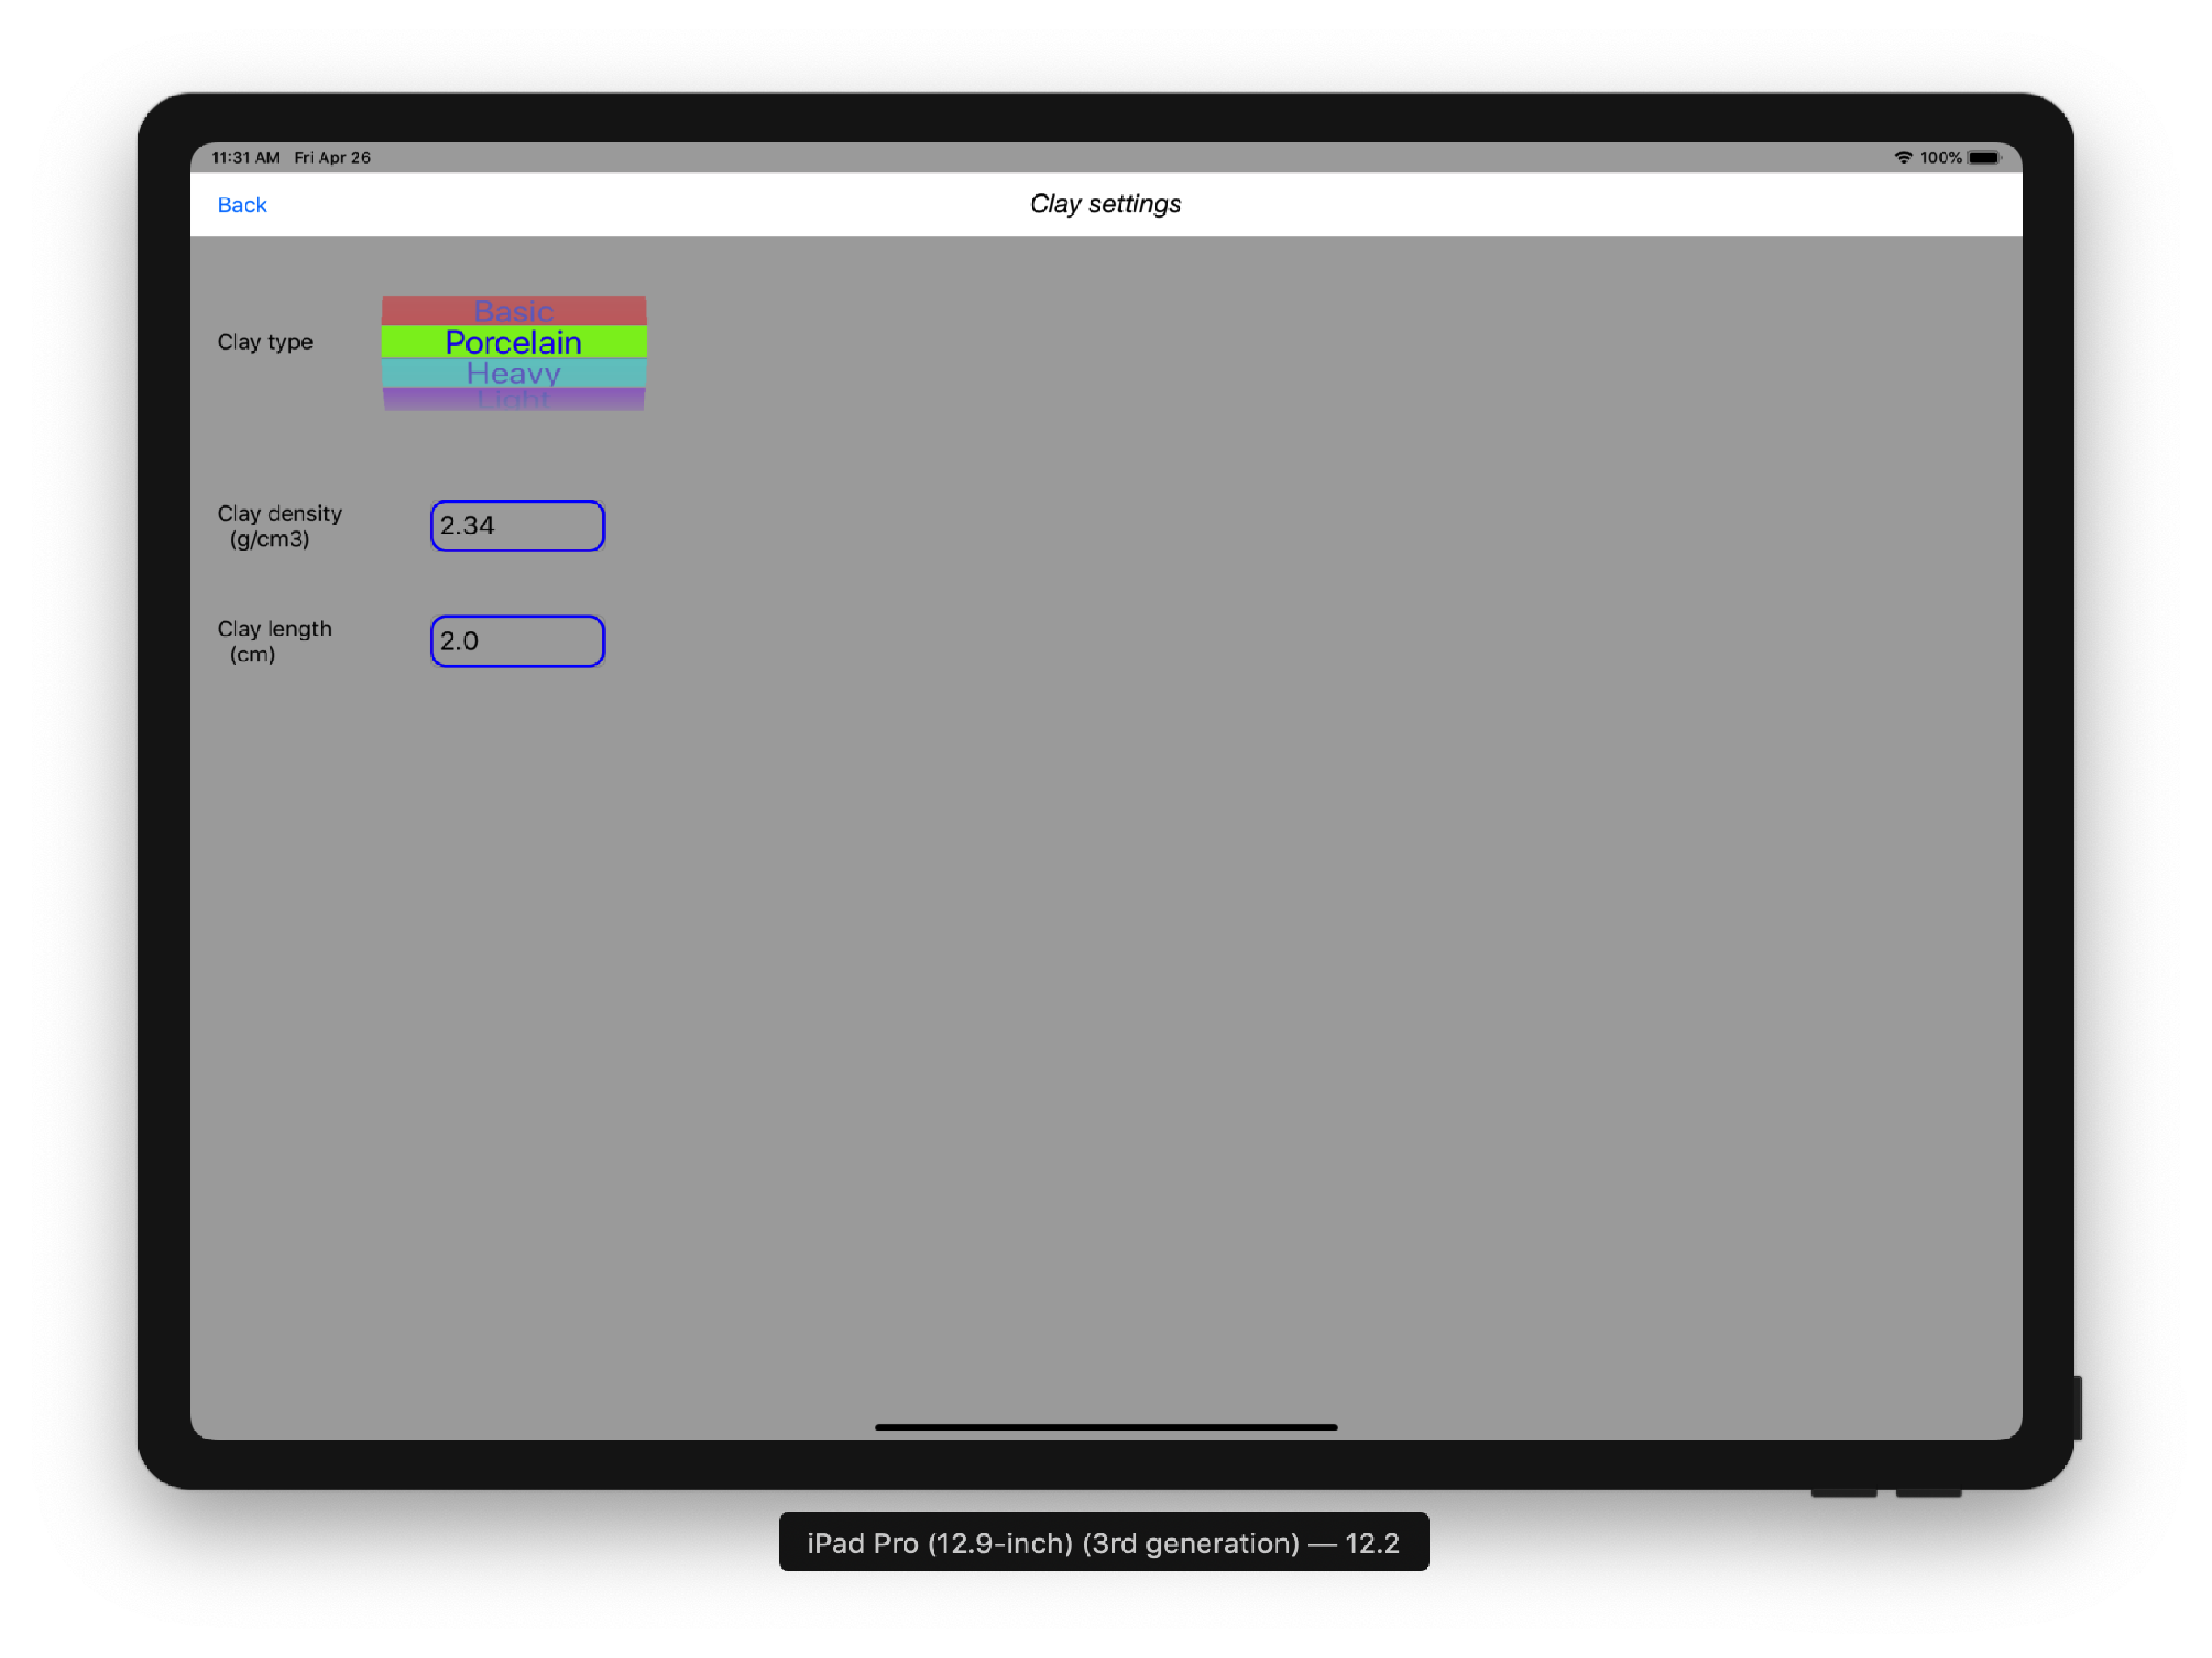 11:31 AM Fri Apr 26 100%
Back Clay settings
Basic
Clay type Porcelain
Heavy
Light
Clay density
(g/cm3)
2.34
Clay length
(cm)
2.0
iPad Pro (12.9-inch) (3rd generation) — 12.2